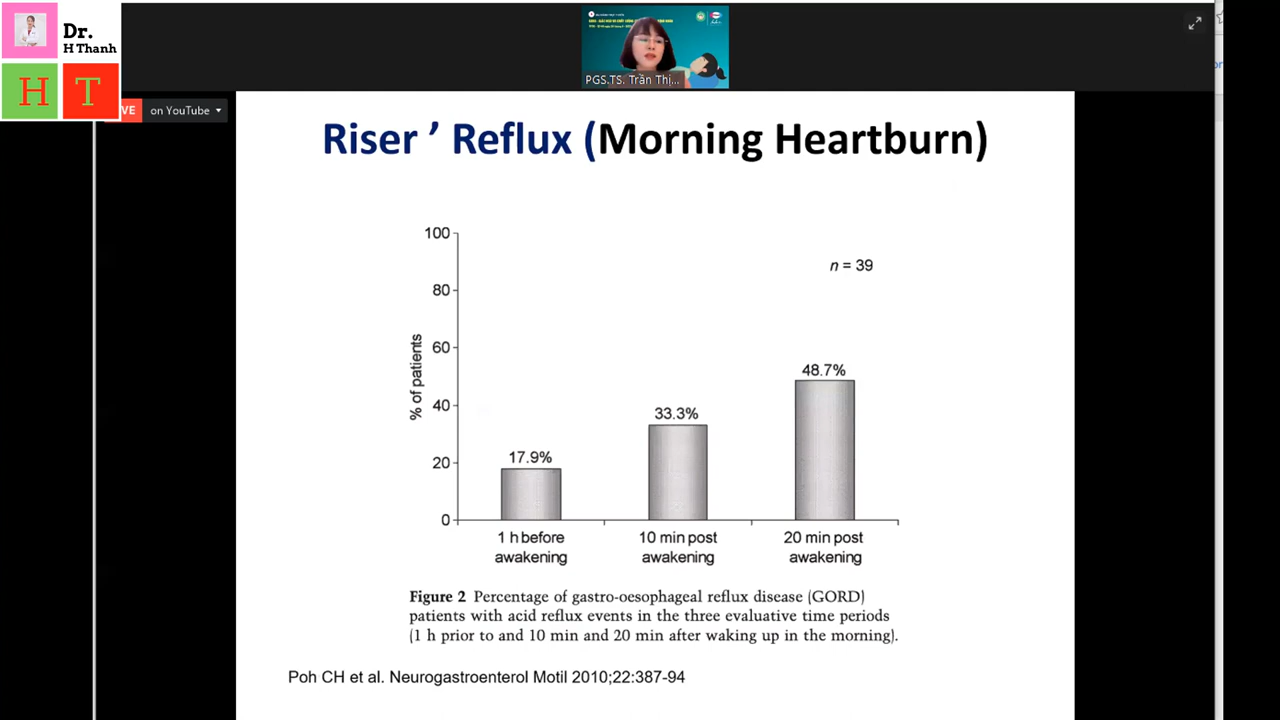 Dr.
H Thanh
H T
PGS.TS. Trần Thị...
VE on YouTube
Riser ’ Reflux (Morning Heartburn)
n = 39
% of patients
100
80
60
40
20
0
17.9%
33.3%
48.7%
1 h before
awakening
10 min post
awakening
20 min post
awakening
Figure 2 Percentage of gastro-oesophageal reflux disease (GORD)
patients with acid reflux events in the three evaluative time periods
(1 h prior to and 10 min and 20 min after waking up in the morning).
Poh CH et al. Neurogastroenterol Motil 2010;22:387-94